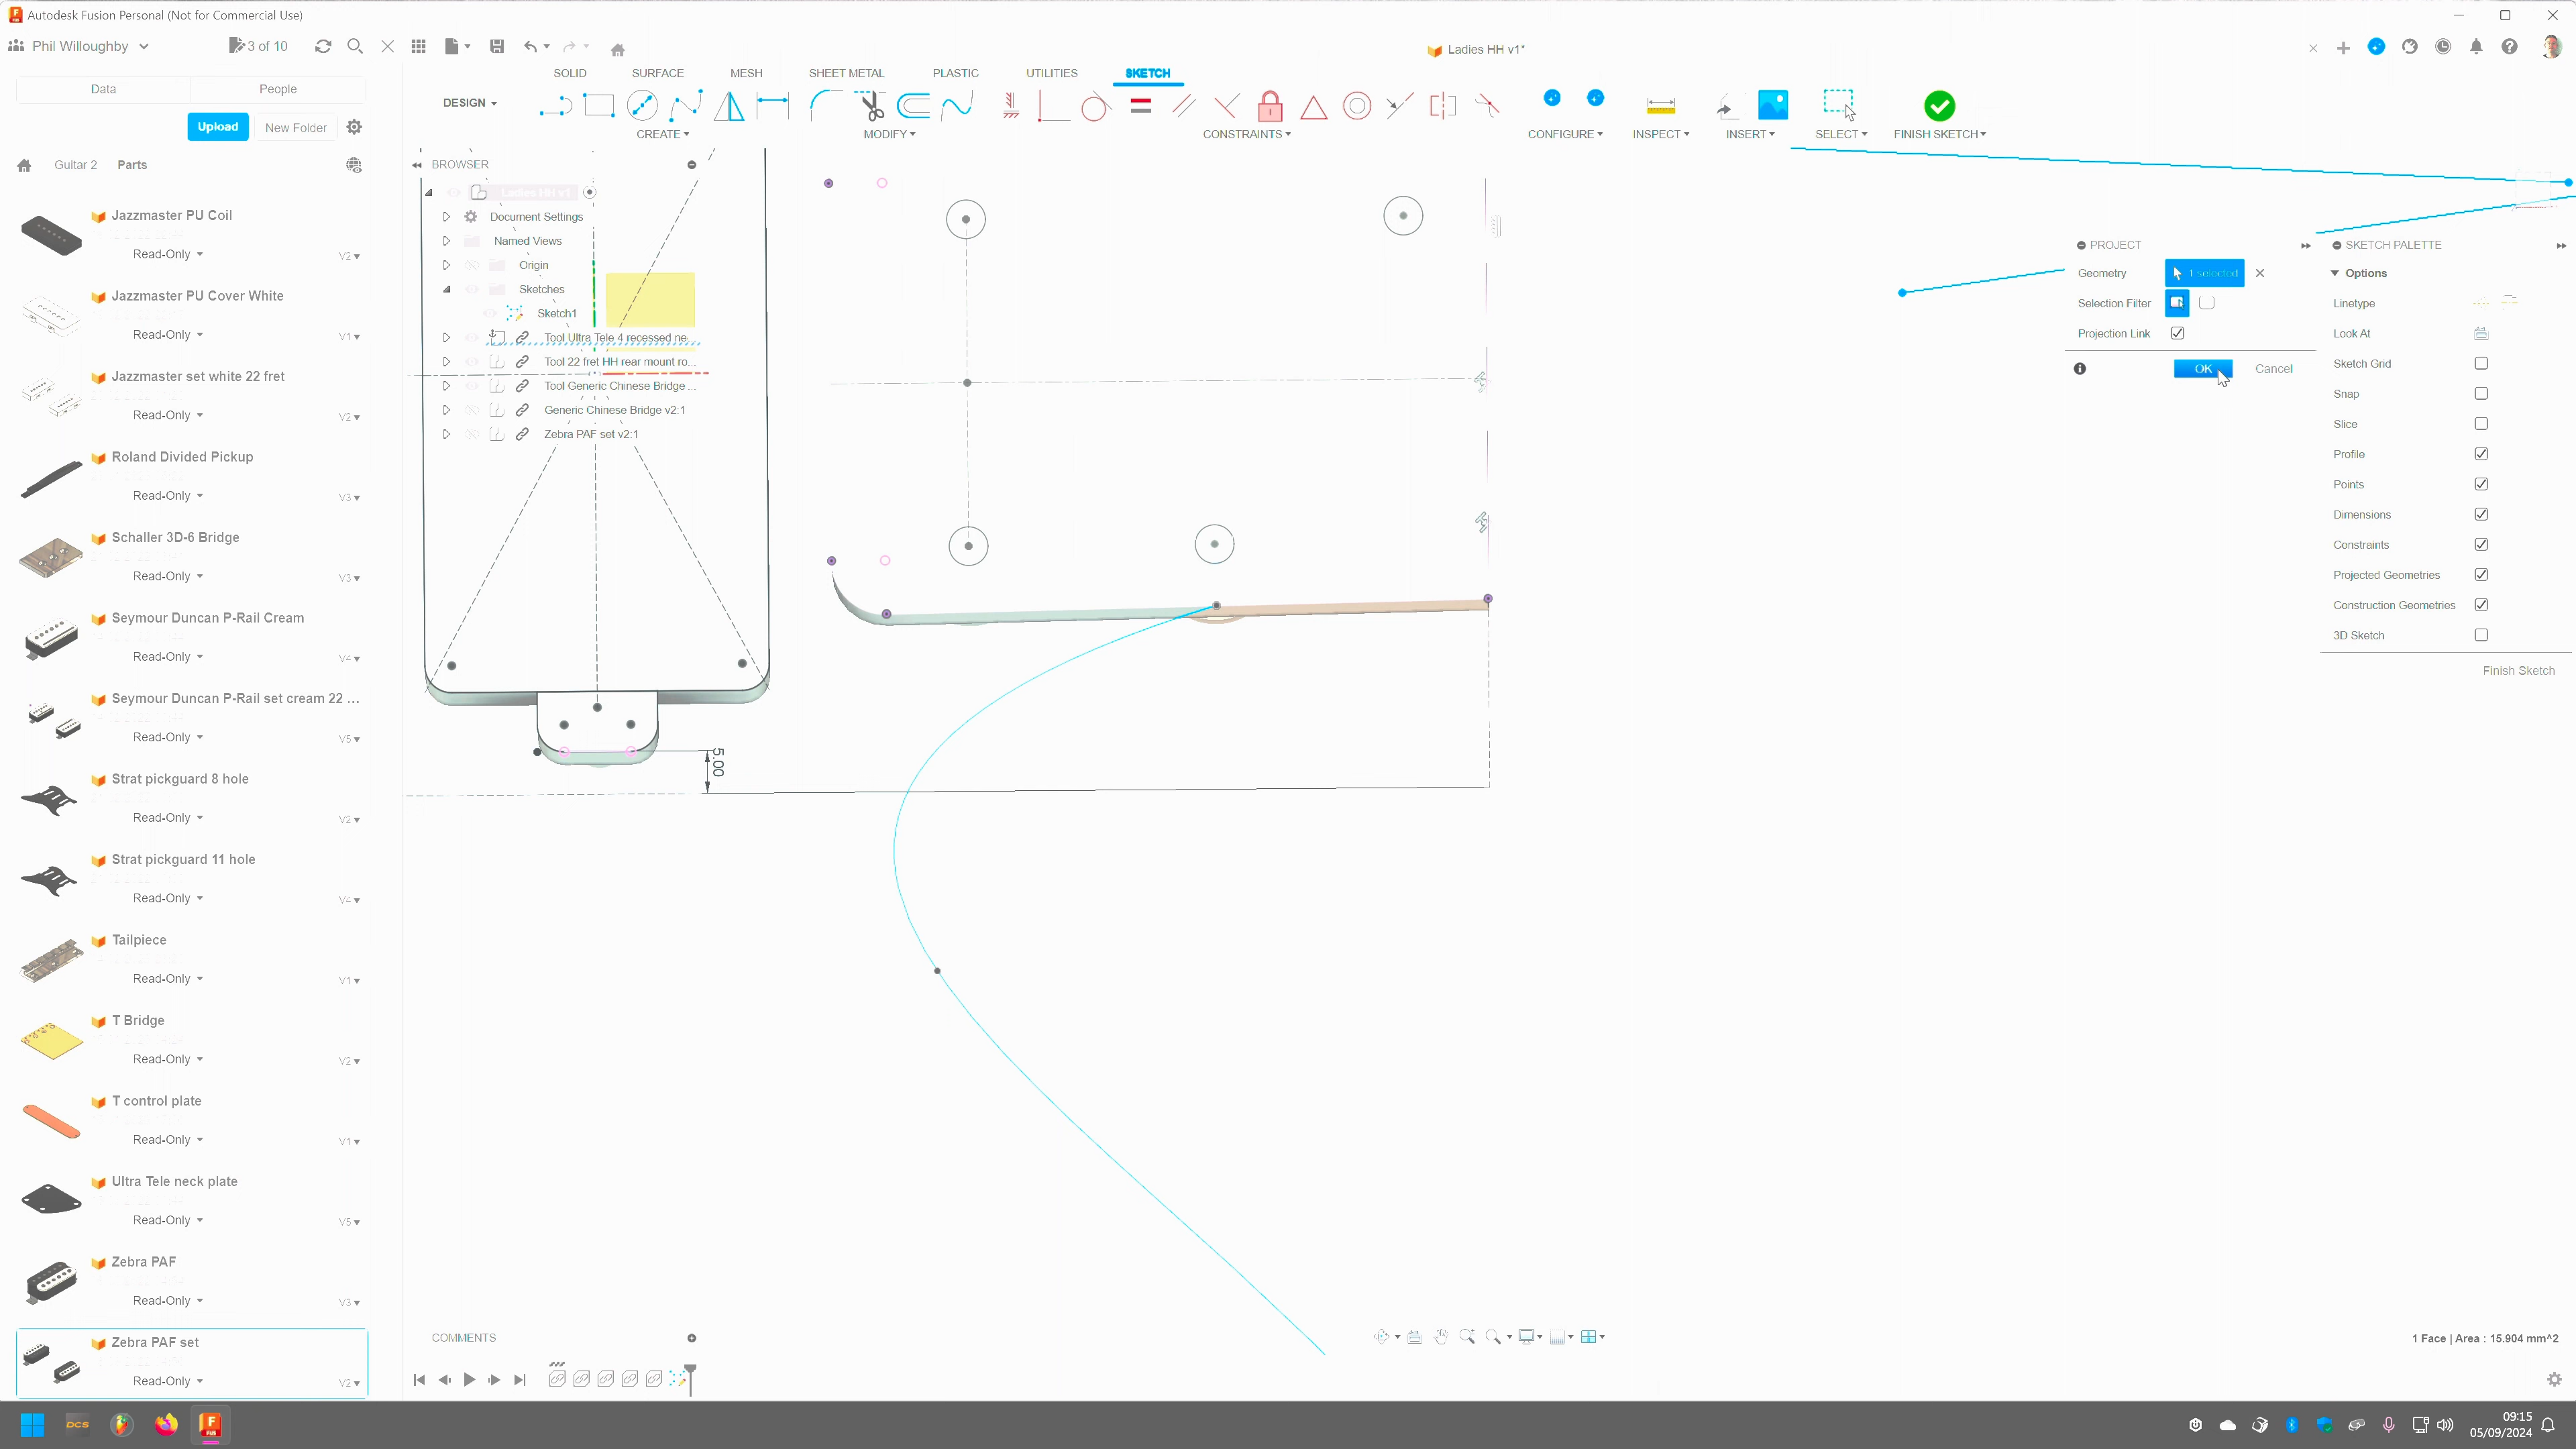 Autodesk Fusion Personal (Not for Commercial Use)
Phil Willoughby
3 of 10
Ladies HH v1*
Data
People
Upload
New Folder
Guitar 2
Parts
Jazzmaster PU Coil
Read-Only
V2
Jazzmaster PU Cover White
Read-Only
V1
Jazzmaster set white 22 fret
Read-Only
V2
Roland Divided Pickup
Read-Only
V3
Schaller 3D-6 Bridge
Read-Only
V3
Seymour Duncan P-Rail Cream
Read-Only
V4
Seymour Duncan P-Rail set cream 22 ...
Read-Only
V5
Strat pickguard 8 hole
Read-Only
V2
Strat pickguard 11 hole
Read-Only
V4
Tailpiece
Read-Only
V1
T Bridge
Read-Only
V2
T control plate
Read-Only
V1
Ultra Tele neck plate
Read-Only
V5
Zebra PAF
Read-Only
V3
Zebra PAF set
Read-Only
V2
SOLID
SURFACE
MESH
SHEET METAL
PLASTIC
UTILITIES
SKETCH
DESIGN
CREATE
MODIFY
CONSTRAINTS
CONFIGURE
INSPECT
INSERT
SELECT
FINISH SKETCH
BROWSER
Ladies HH v1
Document Settings
Named Views
Origin
Sketches
Sketch1
Tool Ultra Tele 4 recessed ne...
Tool 22 fret HH rear mount ro...
Tool Generic Chinese Bridge ...
Generic Chinese Bridge v2:1
Zebra PAF set v2:1
5.00
PROJECT
Geometry
1 selected
Selection Filter
Projection Link
OK
Cancel
SKETCH PALETTE
Options
Linetype
Look At
Sketch Grid
Snap
Slice
Profile
Points
Dimensions
Constraints
Projected Geometries
Construction Geometries
3D Sketch
Finish Sketch
COMMENTS
1 Face | Area : 15.904 mm^2
DCS
F
FUS
09:15
05/09/2024